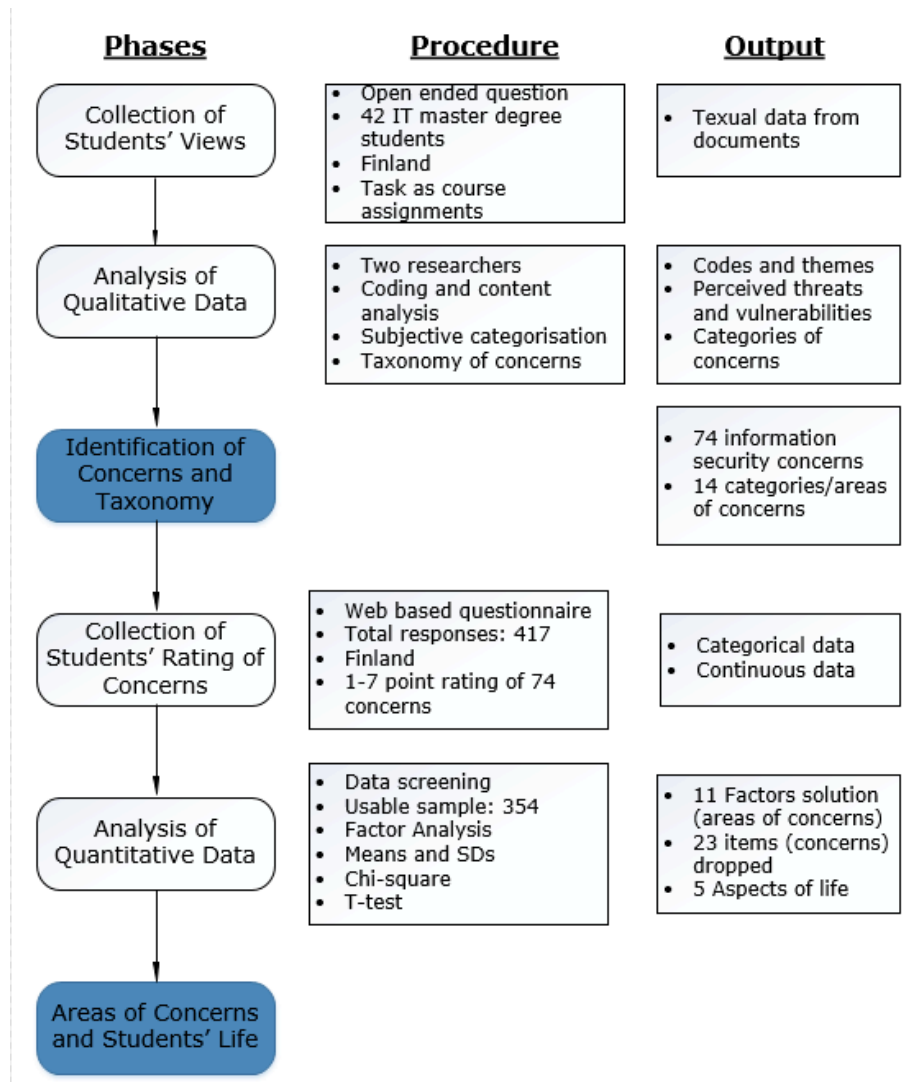 Phases
Procedure
Output
Collection of
Students' Views
• Open ended question
• 42 IT master degree
students
• Finland
• Task as course
assignments
• Texual data from
documents
Analysis of
Qualitative Data
• Two researchers
• Coding and content
analysis
• Subjective categorisation
• Taxonomy of concerns
• Codes and themes
• Perceived threats
and vulnerabilities
• Categories of
concerns
Identification of
Concerns and
Taxonomy
• 74 information
security concerns
• 14 categories/areas
of concerns
Collection of
Students' Rating of
Concerns
• Web based questionnaire
• Total responses: 417
• Finland
• 1-7 point rating of 74
concerns
• Categorical data
• Continuous data
Analysis of
Quantitative Data
• Data screening
• Usable sample: 354
• Factor Analysis
• Means and SDs
• Chi-square
• T-test
• 11 Factors solution
(areas of concerns)
• 23 items (concerns)
dropped
• 5 Aspects of life
Areas of Concerns
and Students' Life